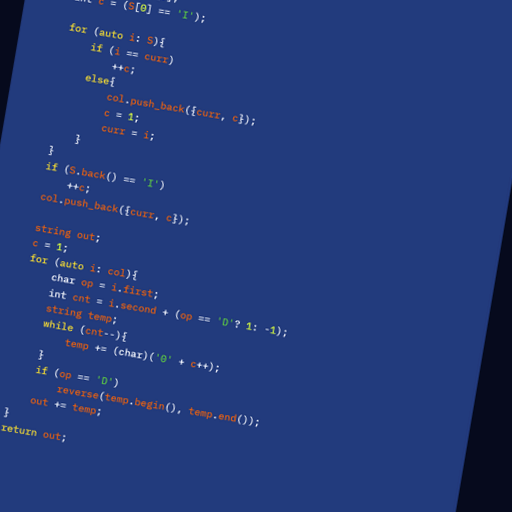 int c = (S[0] == 'I');
for (auto i: S){
if (i == curr)
++c;
else{
col.push_back({curr, c});
c = 1;
curr = i;
}
}
if (S.back() == 'I')
++c;
col.push_back({curr, c});
string out;
c = 1;
for (auto i: col){
char op = i.first;
int cnt = i.second + (op == 'D'? 1: -1);
string temp;
while (cnt--){
temp += (char)('0' + c++);
}
if (op == 'D')
reverse(temp.begin(), temp.end());
out += temp;
}
return out;